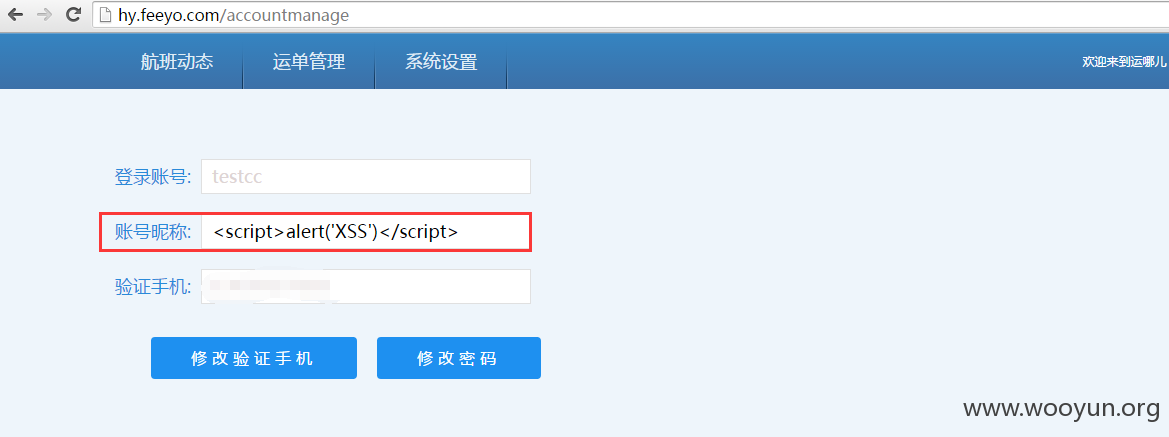 hy.feeyo.com/accountmanage
航班动态 运单管理 系统设置 欢迎来到运哪儿
登录账号: testcc
账号昵称: <script>alert('XSS')</script>
验证手机:
修改验证手机 修改密码
www.wooyun.org